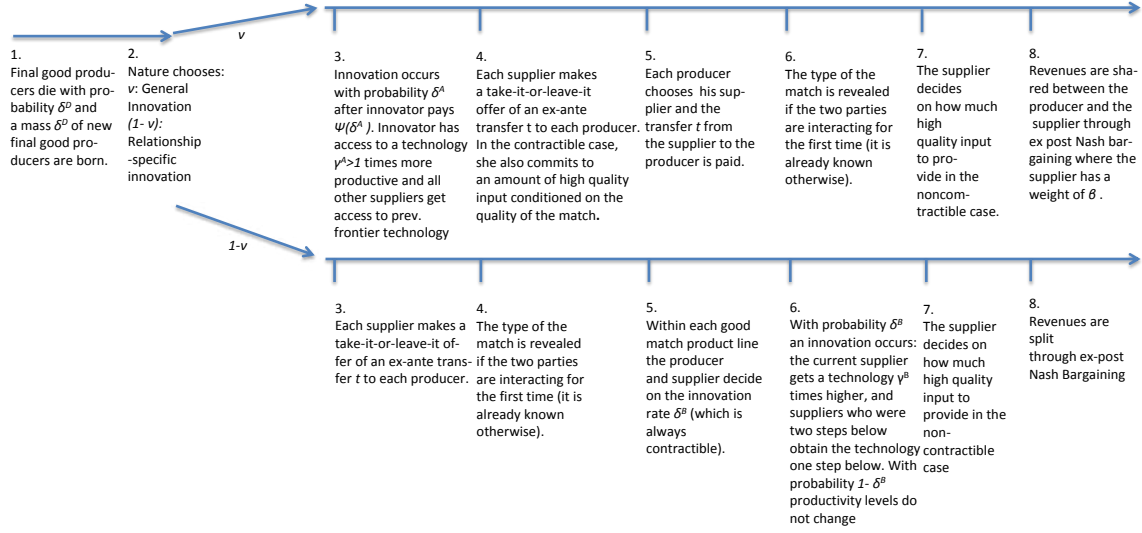 v
1.
Final good produ-
cers die with pro-
bability δᴰ and
a mass δᴰ of new
final good pro-
ducers are born.
2.
Nature chooses:
v: General
Innovation
(1- v):
Relationship
-specific
innovation
3.
Innovation occurs
with probability δᴬ
after innovator pays
Ψ(δᴬ ). Innovator has
access to a technology
γᴬ>1 times more
productive and all
other suppliers get
access to prev.
frontier technology
4.
Each supplier makes
a take-it-or-leave-it
offer of an ex-ante
transfer t to each producer.
In the contractible case,
she also commits to
an amount of high quality
input conditioned on the
quality of the match.
5.
Each producer
chooses his sup-
plier and the
transfer t from
the supplier to the
producer is paid.
6.
The type of the
match is revealed
if the two parties
are interacting for
the first time (it is
already known
otherwise).
7.
The supplier
decides
on how much
high
quality input
to pro-
vide in the
noncom-
tractible case.
8.
Revenues are sha-
red between the
producer and the
supplier through
ex post Nash bar-
gaining where the
supplier has a
weight of β .
1-v
3.
Each supplier makes a
take-it-or-leave-it of-
fer of an ex-ante trans-
fer t to each producer.
4.
The type of the
match is revealed
if the two parties
are interacting for
the first time (it is
already known
otherwise).
5.
Within each good
match product line
the producer
and supplier decide
on the innovation
rate δᴮ (which is
always
contractible).
6.
With probability δᴮ
an innovation occurs:
the current supplier
gets a technology γᴮ
times higher, and
suppliers who were
two steps below
obtain the technology
one step below. With
probability 1- δᴮ
productivity levels do
not change
7.
The supplier
decides on
how much
high quality
input to
provide in the
non-
contractible
case
8.
Revenues are
split
through ex-post
Nash Bargaining